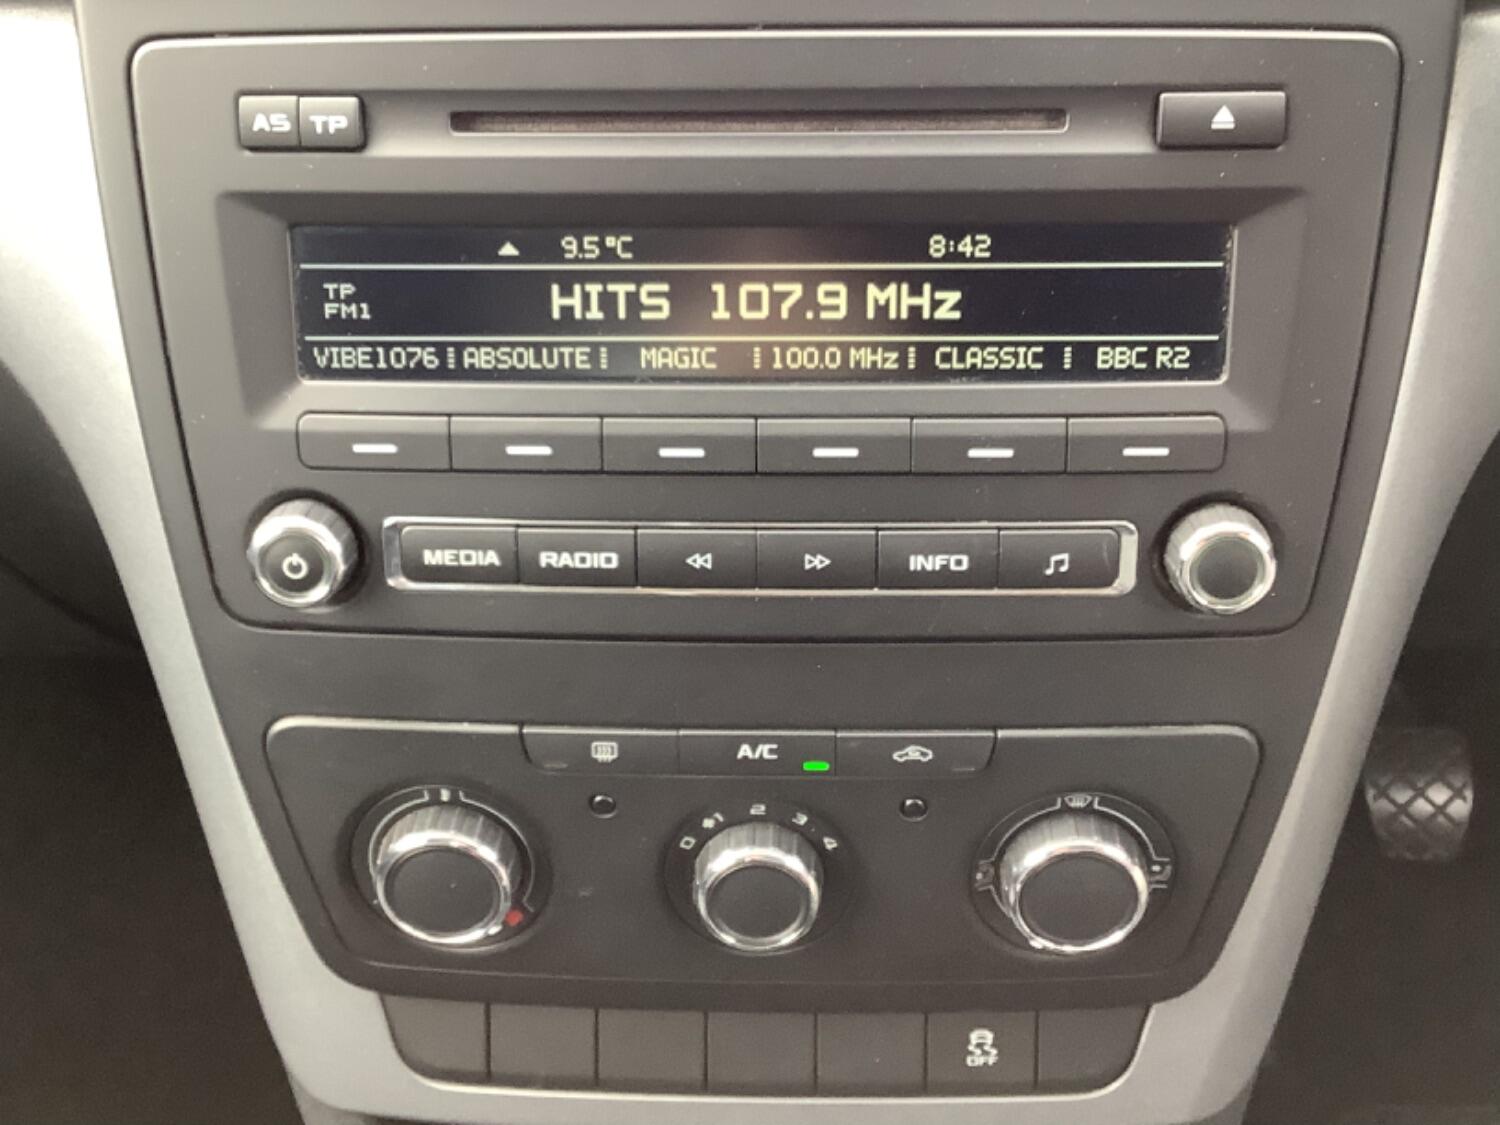 AS TP
9.5°C 8:42
TP
FM1
HITS 107.9 MHz
VIBE1076 ABSOLUTE MAGIC 100.0 MHz CLASSIC BBC R2
MEDIA RADIO INFO
A/C
0 1 2 3 4
OFF